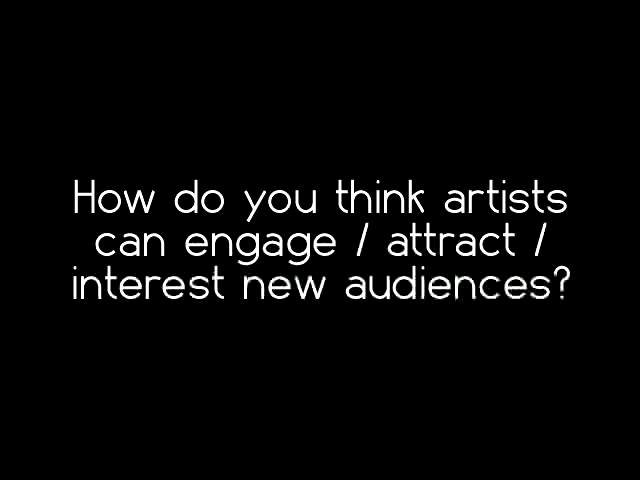 How do you think artists
can engage / attract /
interest new audiences?